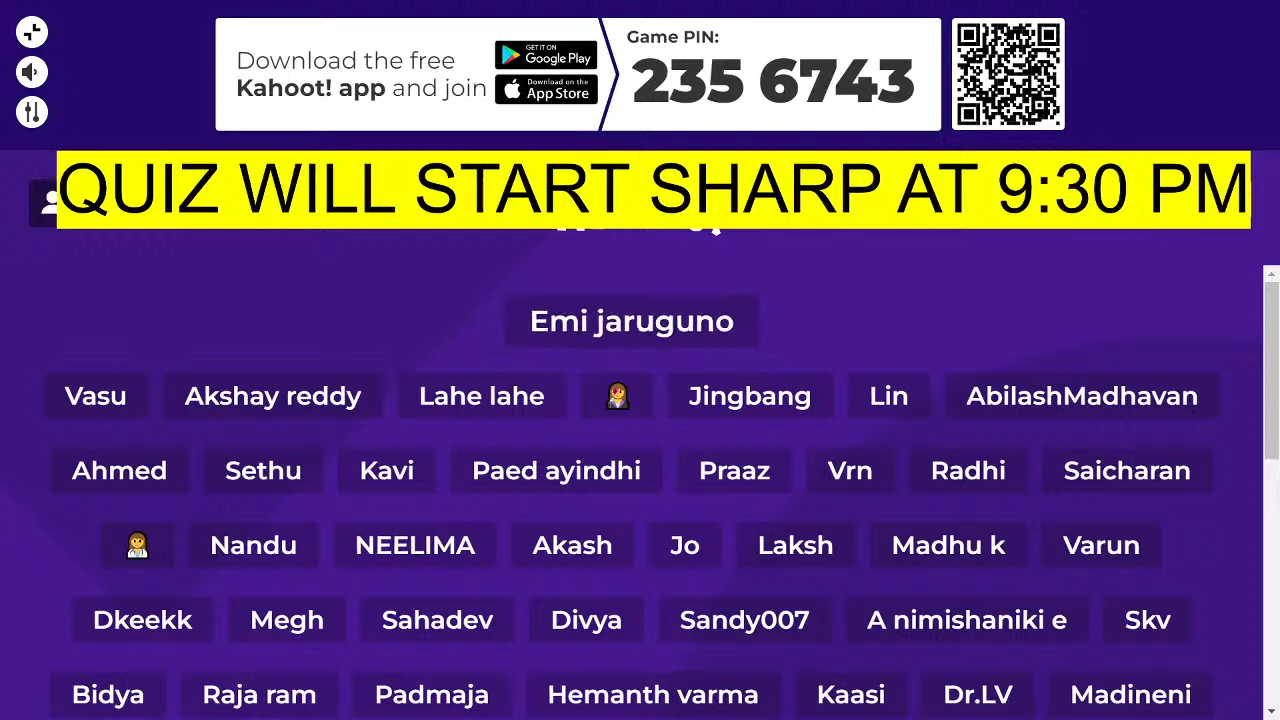 Download the free
Kahoot! app and join
GET IT ON
Google Play
Download on the
App Store
Game PIN:
235 6743
QUIZ WILL START SHARP AT 9:30 PM
Emi jaruguno
Vasu Akshay reddy Lahe lahe Jingbang Lin AbilashMadhavan
Ahmed Sethu Kavi Paed ayindhi Praaz Vrn Radhi Saicharan
Nandu NEELIMA Akash Jo Laksh Madhu k Varun
Dkeekk Megh Sahadev Divya Sandy007 A nimishaniki e Skv
Bidya Raja ram Padmaja Hemanth varma Kaasi Dr.LV Madineni